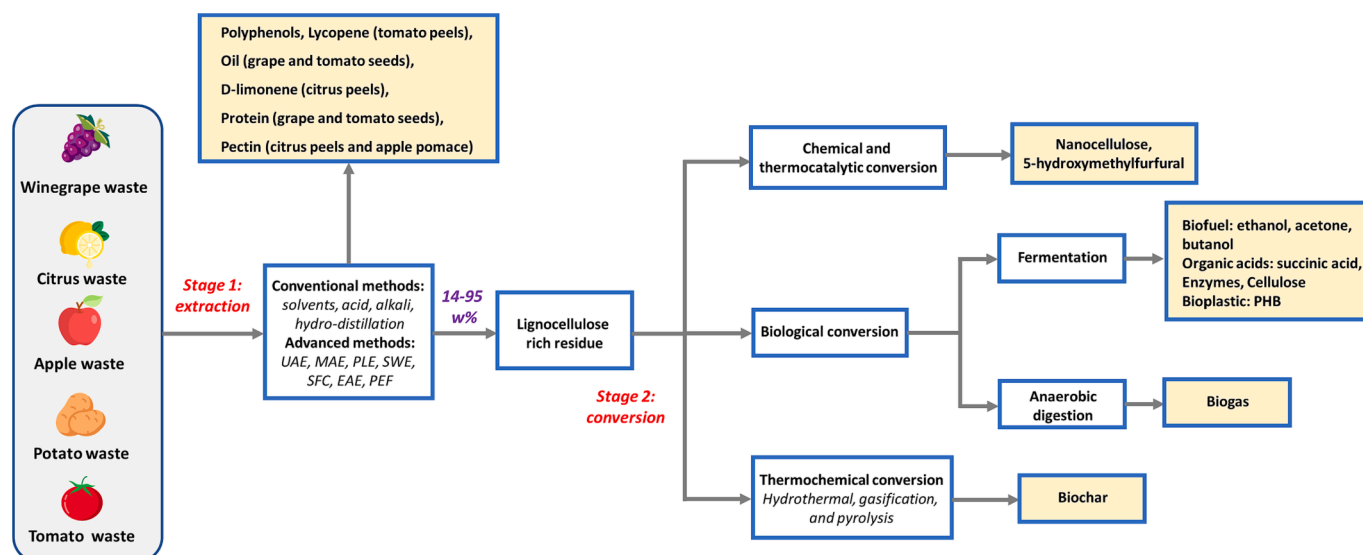 Winegrape waste
Citrus waste
Apple waste
Potato waste
Tomato waste
Stage 1:
extraction
Polyphenols, Lycopene (tomato peels),
Oil (grape and tomato seeds),
D-limonene (citrus peels),
Protein (grape and tomato seeds),
Pectin (citrus peels and apple pomace)
Conventional methods:
solvents, acid, alkali,
hydro-distillation
Advanced methods:
UAE, MAE, PLE, SWE,
SFC, EAE, PEF
14-95
w%
Lignocellulose
rich residue
Stage 2:
conversion
Chemical and
thermocatalytic conversion
Nanocellulose,
5-hydroxymethylfurfural
Biological conversion
Fermentation
Biofuel: ethanol, acetone,
butanol
Organic acids: succinic acid,
Enzymes, Cellulose
Bioplastic: PHB
Anaerobic
digestion
Biogas
Thermochemical conversion
Hydrothermal, gasification,
and pyrolysis
Biochar